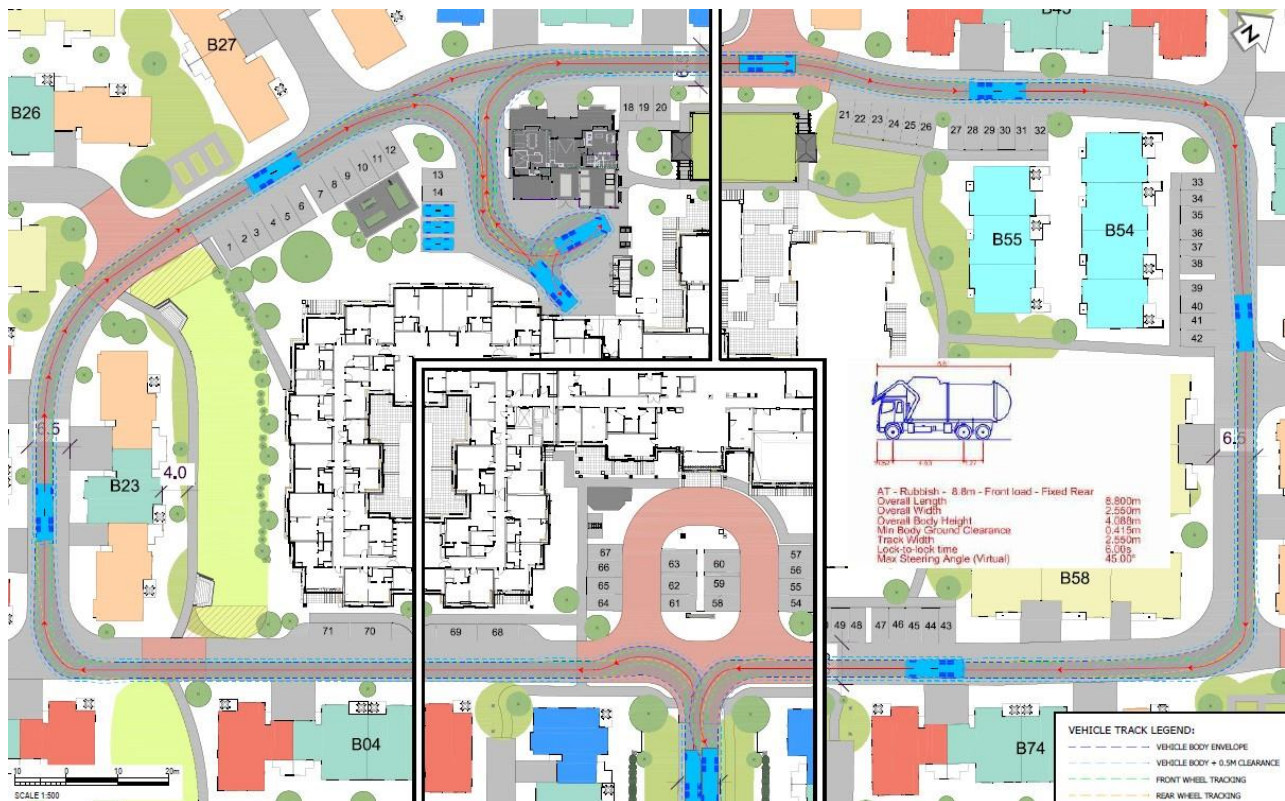 B27
B45
N
B26
18 19 20
21 22 23 24 25 26
27 28 29 30 31 32
12
11
10
9
8
7
6
5
4
3
2
1
13
14
33
34
35
36
37
38
39
40
41
42
B55
B54
5.5
4.0
B23
6.5
AT - Rubbish - 8.8m - Front load - Fixed Rear
Overall Length 8.800m
Overall Width 2.550m
Overall Body Height 4.088m
Min Body Ground Clearance 0.415m
Track Width 2.550m
Lock-to-lock time 6.00s
Max Steering Angle (Virtual) 45.00°
B58
67 63 60 57
66 56
65 62 59 55
64 61 58 54
71 70 69 68
49 48 47 46 45 44 43
B04
B74
10 0 10 20m
SCALE 1:500
VEHICLE TRACK LEGEND:
VEHICLE BODY ENVELOPE
VEHICLE BODY + 0.5M CLEARANCE
FRONT WHEEL TRACKING
REAR WHEEL TRACKING